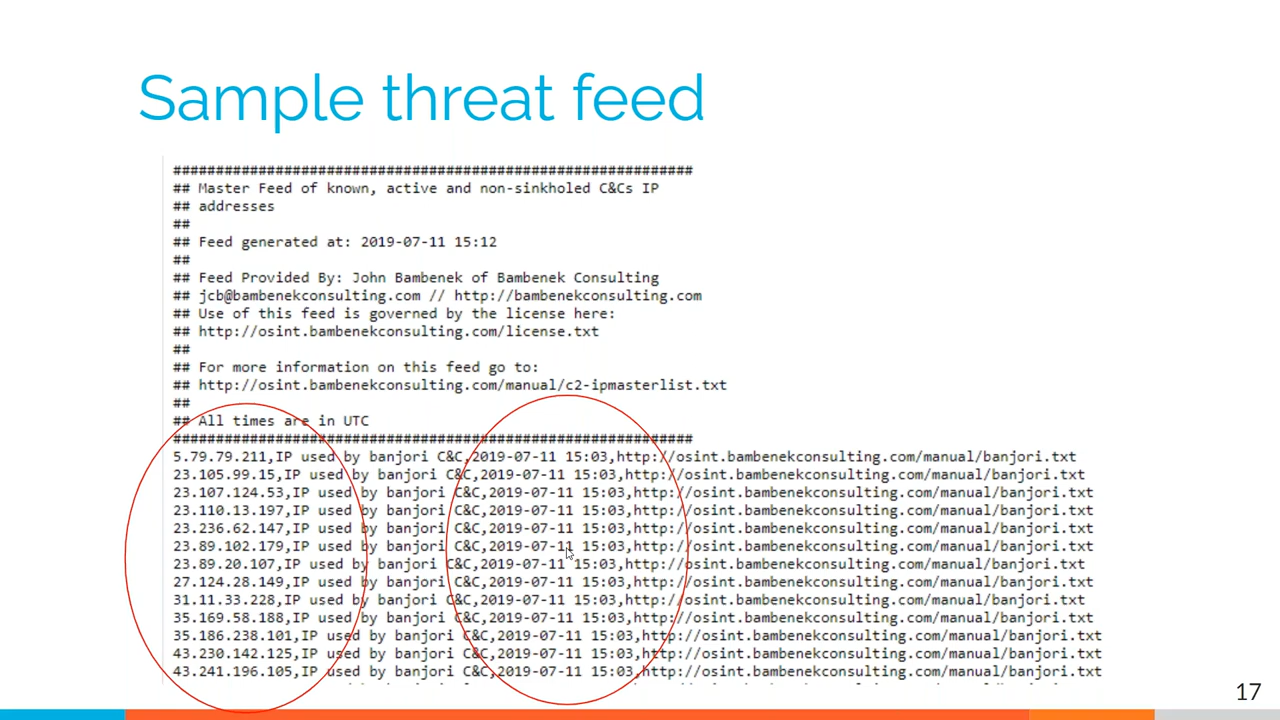 Sample threat feed
#############################################################
## Master Feed of known, active and non-sinkholed C&Cs IP
## addresses
##
## Feed generated at: 2019-07-11 15:12
##
## Feed Provided By: John Bambenek of Bambenek Consulting
## jcb@bambenekconsulting.com // http://bambenekconsulting.com
## Use of this feed is governed by the license here:
## http://osint.bambenekconsulting.com/license.txt
##
## For more information on this feed go to:
## http://osint.bambenekconsulting.com/manual/c2-ipmasterlist.txt
##
## All times are in UTC
#############################################################
5.79.79.211,IP used by banjori C&C,2019-07-11 15:03,http://osint.bambenekconsulting.com/manual/banjori.txt
23.105.99.15,IP used by banjori C&C,2019-07-11 15:03,http://osint.bambenekconsulting.com/manual/banjori.txt
23.107.124.53,IP used by banjori C&C,2019-07-11 15:03,http://osint.bambenekconsulting.com/manual/banjori.txt
23.110.13.197,IP used by banjori C&C,2019-07-11 15:03,http://osint.bambenekconsulting.com/manual/banjori.txt
23.236.62.147,IP used by banjori C&C,2019-07-11 15:03,http://osint.bambenekconsulting.com/manual/banjori.txt
23.89.102.179,IP used by banjori C&C,2019-07-11 15:03,http://osint.bambenekconsulting.com/manual/banjori.txt
23.89.20.107,IP used by banjori C&C,2019-07-11 15:03,http://osint.bambenekconsulting.com/manual/banjori.txt
27.124.28.149,IP used by banjori C&C,2019-07-11 15:03,http://osint.bambenekconsulting.com/manual/banjori.txt
31.11.33.228,IP used by banjori C&C,2019-07-11 15:03,http://osint.bambenekconsulting.com/manual/banjori.txt
35.169.58.188,IP used by banjori C&C,2019-07-11 15:03,http://osint.bambenekconsulting.com/manual/banjori.txt
35.186.238.101,IP used by banjori C&C,2019-07-11 15:03,http://osint.bambenekconsulting.com/manual/banjori.txt
43.230.142.125,IP used by banjori C&C,2019-07-11 15:03,http://osint.bambenekconsulting.com/manual/banjori.txt
43.241.196.105,IP used by banjori C&C,2019-07-11 15:03,http://osint.bambenekconsulting.com/manual/banjori.txt
17